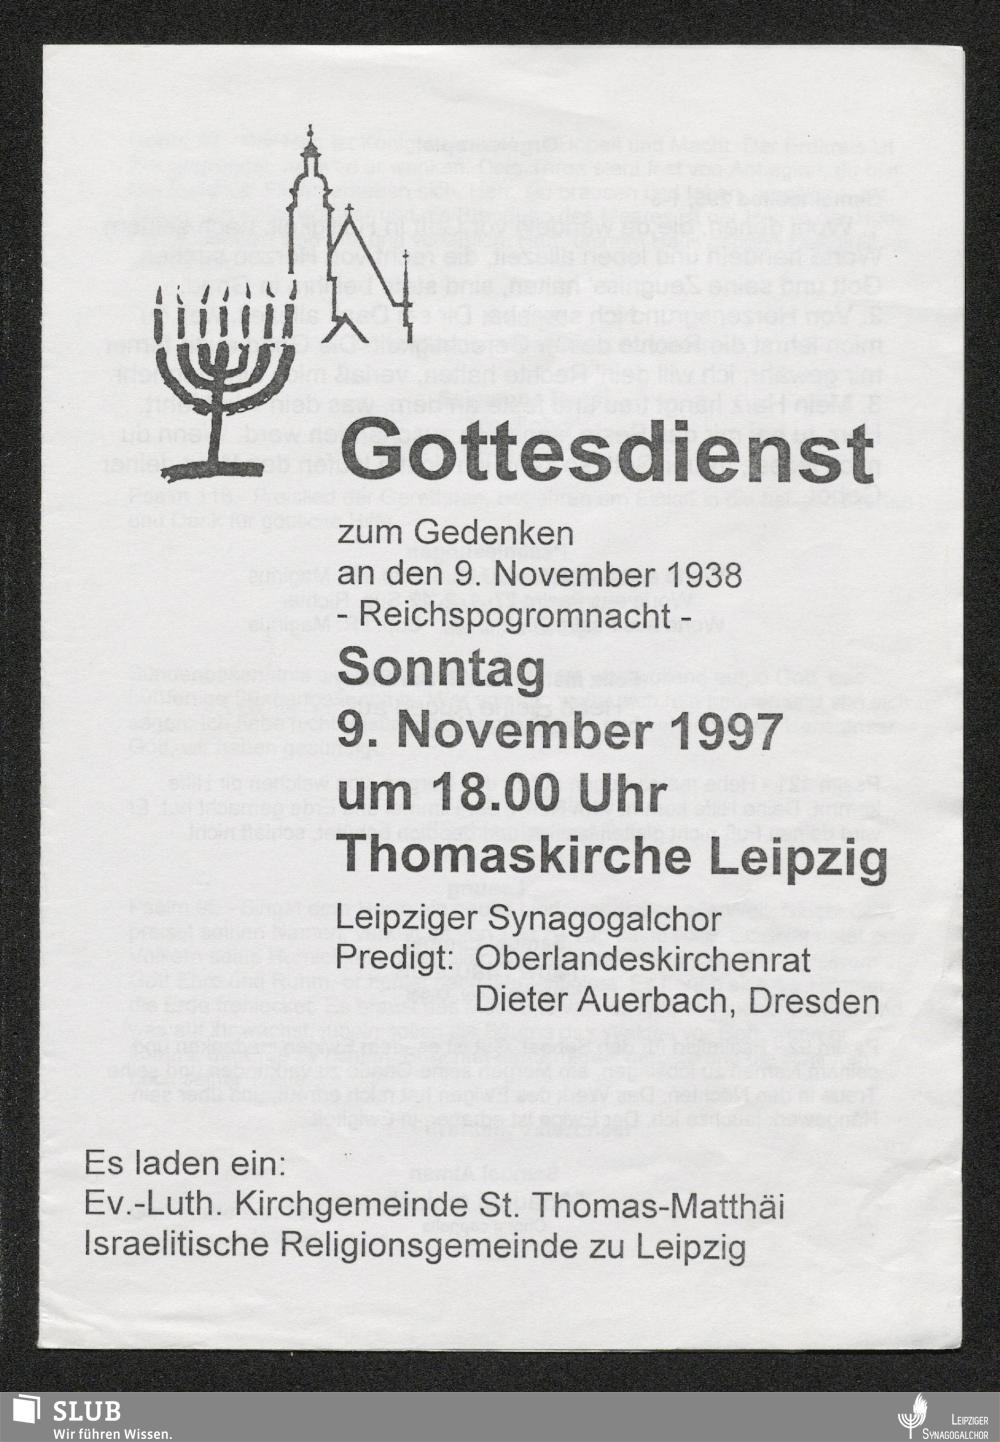 Gottesdienst
zum Gedenken
an den 9. November 1938
- Reichspogromnacht -
Sonntag
9. November 1997
um 18.00 Uhr
Thomaskirche Leipzig
Leipziger Synagogalchor
Predigt: Oberlandeskirchenrat
Dieter Auerbach, Dresden
Es laden ein:
Ev.-Luth. Kirchgemeinde St. Thomas-Matthäi
Israelitische Religionsgemeinde zu Leipzig
SLUB
Wir führen Wissen.
LEIPZIGER
SYNAGOGALCHOR